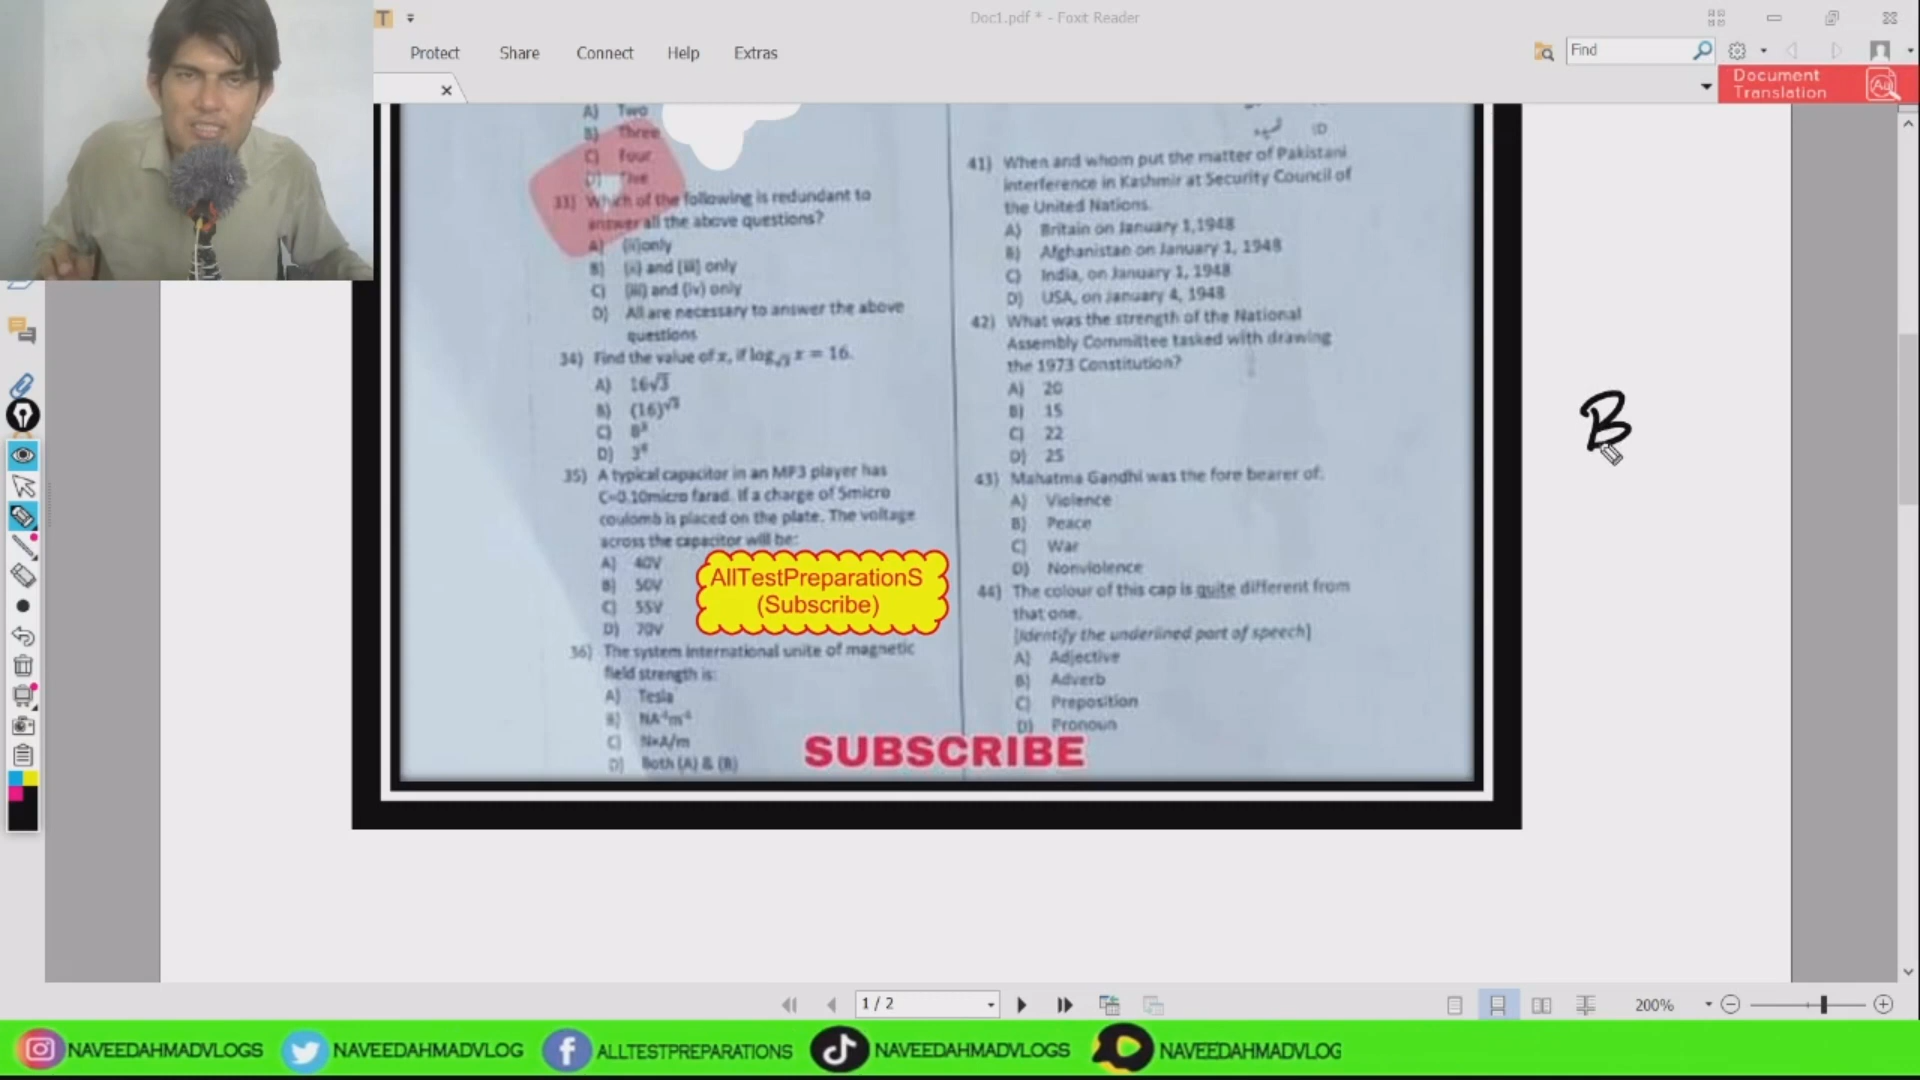 Doc1.pdf * - Foxit Reader
Protect Share Connect Help Extras
Find
Document
Translation
A) Two
B) Three
C) Four
D) Five
33) Which of the following is redundant to
answer all the above questions?
A) (ii)only
B) (ii) and (iii) only
C) (iii) and (iv) only
D) All are necessary to answer the above
questions
34) Find the value of x, if log√3 x = 16.
A) 16√3
B) (16)^√3
C) 8³
D) 3⁸
35) A typical capacitor in an MP3 player has
C=0.10micro farad. If a charge of 5micro
coulomb is placed on the plate. The voltage
across the capacitor will be:
A) 40V
B) 50V
C) 55V
D) 70V
36) The system international unite of magnetic
field strength is:
A) Tesla
B) NA⁻¹m⁻¹
C) N×A/m
D) Both (A) & (B)
D)
41) When and whom put the matter of Pakistani
interference in Kashmir at Security Council of
the United Nations.
A) Britain on January 1,1948
B) Afghanistan on January 1, 1948
C) India, on January 1, 1948
D) USA, on January 4, 1948
42) What was the strength of the National
Assembly Committee tasked with drawing
the 1973 Constitution?
A) 20
B) 15
C) 22
D) 25
43) Mahatma Gandhi was the fore bearer of:
A) Violence
B) Peace
C) War
D) Nonviolence
44) The colour of this cap is quite different from
that one.
[Identify the underlined part of speech]
A) Adjective
B) Adverb
C) Preposition
D) Pronoun
AllTestPreparationS
(Subscribe)
SUBSCRIBE
B
1 / 2
200%
NAVEEDAHMADVLOGS NAVEEDAHMADVLOG ALLTESTPREPARATIONS NAVEEDAHMADVLOGS NAVEEDAHMADVLOG